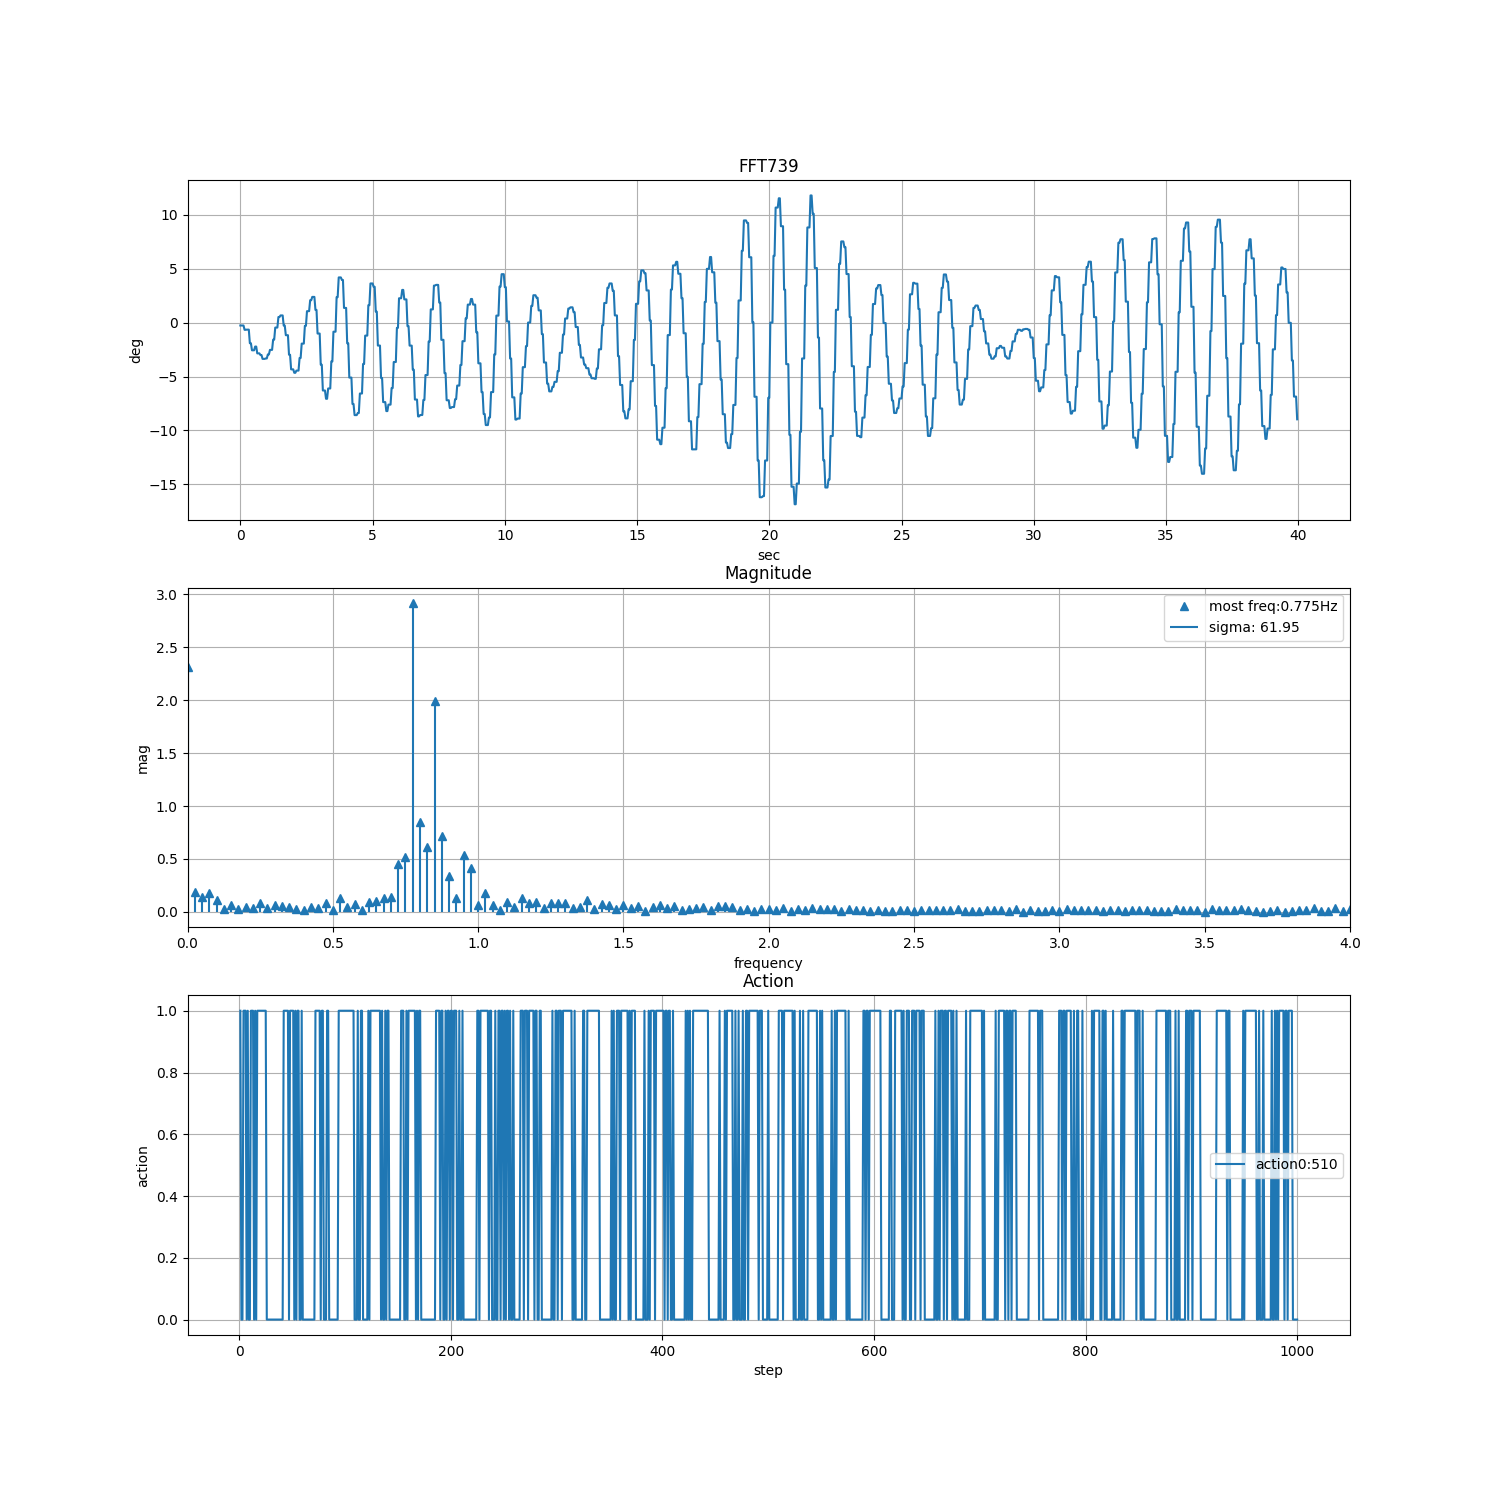 FFT739
10
5
0
−5
−10
−15
deg
0 5 10 15 20 25 30 35 40
sec
Magnitude
3.0
2.5
2.0
1.5
1.0
0.5
0.0
mag
most freq:0.775Hz
sigma: 61.95
0.0 0.5 1.0 1.5 2.0 2.5 3.0 3.5 4.0
frequency
Action
1.0
0.8
0.6
0.4
0.2
0.0
action
action0:510
0 200 400 600 800 1000
step